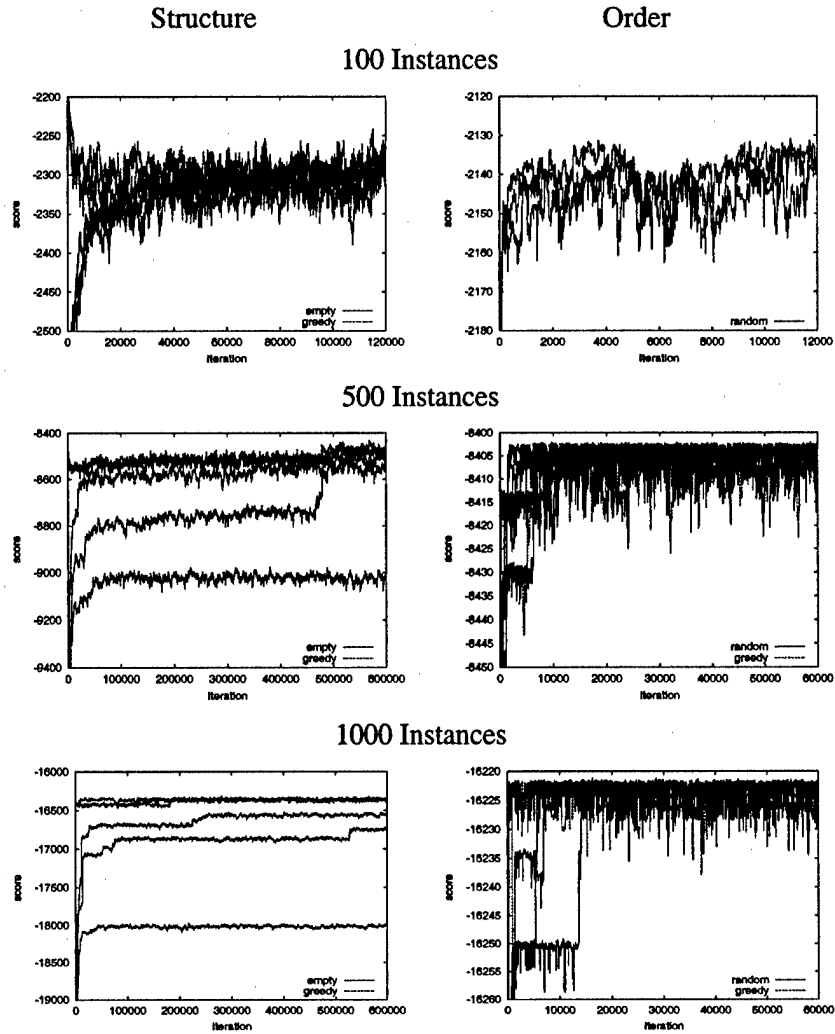 Structure
Order
100 Instances
-2200
-2250
-2300
-2350
-2400
-2450
-2500
score
0 20000 40000 60000 80000 100000 120000
iteration
empty
greedy
-2120
-2130
-2140
-2150
-2160
-2170
-2180
score
0 2000 4000 6000 8000 10000 12000
iteration
random
500 Instances
-8400
-8600
-8800
-9000
-9200
-9400
score
0 100000 200000 300000 400000 500000 600000
iteration
empty
greedy
-8400
-8405
-8410
-8415
-8420
-8425
-8430
-8435
-8440
-8445
-8450
score
0 10000 20000 30000 40000 50000 60000
iteration
random
greedy
1000 Instances
-16000
-16500
-17000
-17500
-18000
-18500
-19000
score
0 100000 200000 300000 400000 500000 600000
iteration
empty
greedy
-16220
-16225
-16230
-16235
-16240
-16245
-16250
-16255
-16260
score
0 10000 20000 30000 40000 50000 60000
iteration
random
greedy